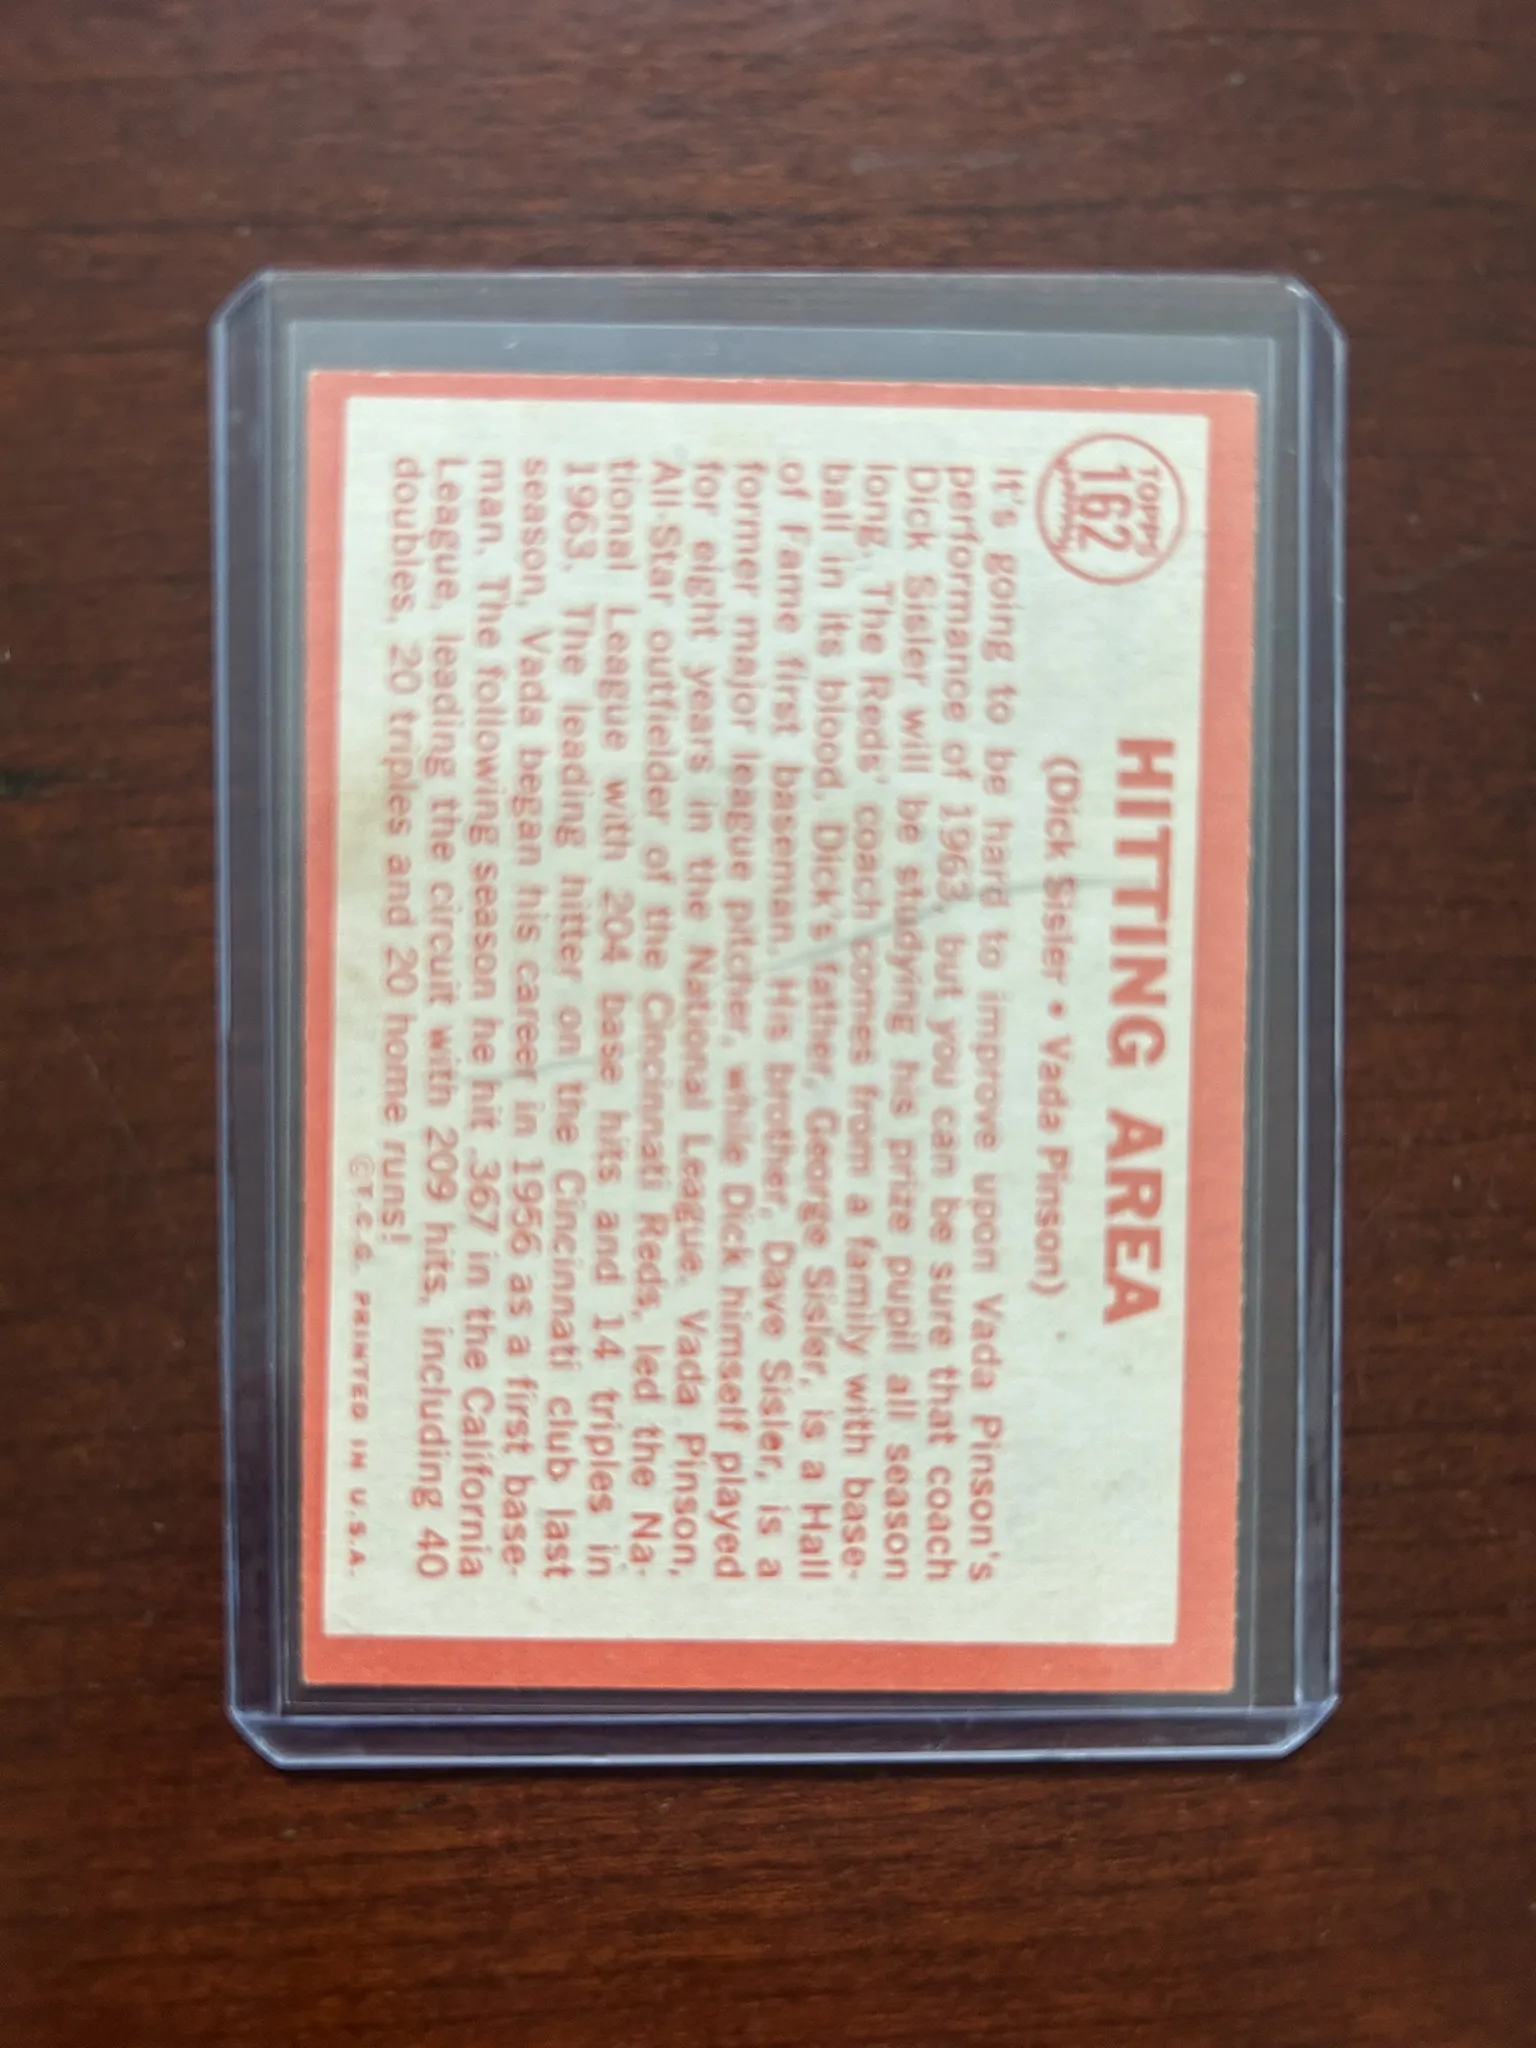 TOPPS
162
HITTING AREA
(Dick Sisler • Vada Pinson)
It's going to be hard to improve upon Vada Pinson's
performance of 1963, but you can be sure that coach
Dick Sisler will be studying his prize pupil all season
long. The Reds' coach comes from a family with base-
ball in its blood. Dick's father, George Sisler, is a Hall
of Fame first baseman. His brother, Dave Sisler, is a
former major league pitcher, while Dick himself played
for eight years in the National League. Vada Pinson,
All-Star outfielder of the Cincinnati Reds, led the Na-
tional League with 204 base hits and 14 triples in
1963. The leading hitter on the Cincinnati club last
season, Vada began his career in 1956 as a first base-
man. The following season he hit .367 in the California
League, leading the circuit with 209 hits, including 40
doubles, 20 triples and 20 home runs!
©T.C.G. PRINTED IN U.S.A.